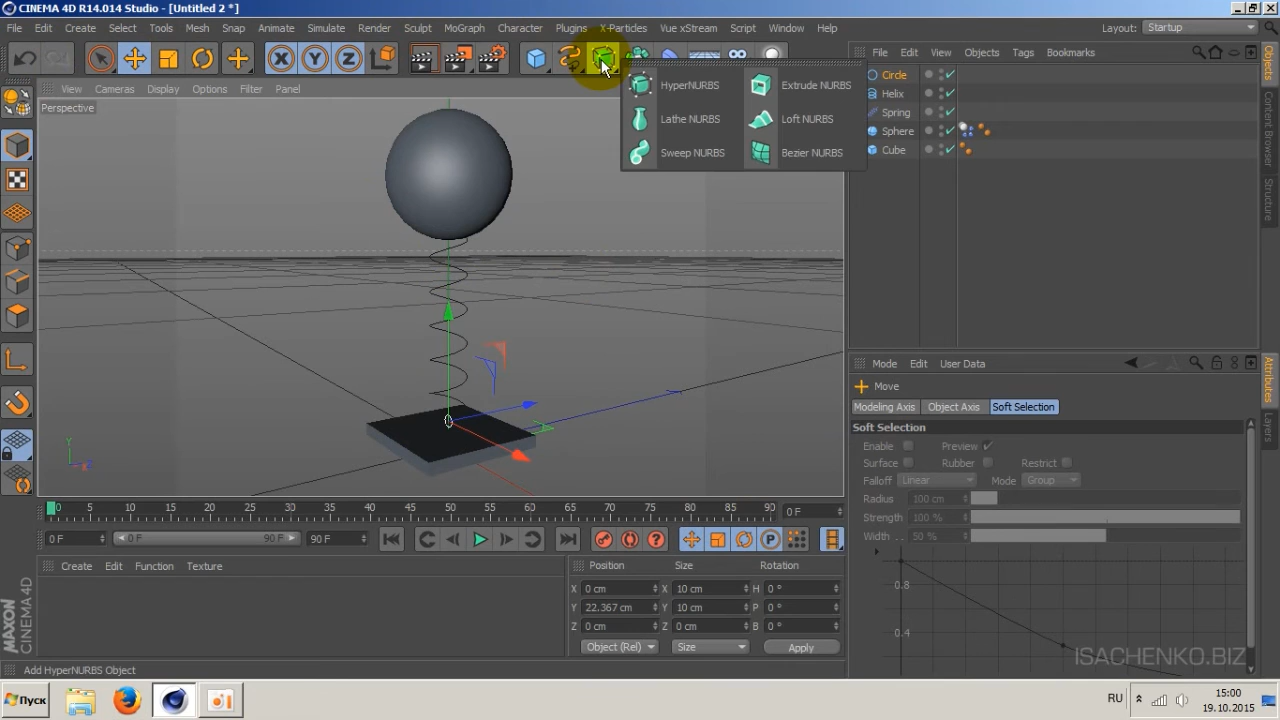 CINEMA 4D R14.014 Studio - [Untitled 2 *]
File Edit Create Select Tools Mesh Snap Animate Simulate Render Sculpt MoGraph Character Plugins X-Particles Vue xStream Script Window Help Layout: Startup
File Edit View Objects Tags Bookmarks
HyperNURBS Extrude NURBS
Lathe NURBS Loft NURBS
Sweep NURBS Bezier NURBS
Circle
Helix
Spring
Sphere
Cube
Objects
Structure
View Cameras Display Options Filter Panel
Perspective
X Y Z
Y
X
Mode Edit User Data
Move
Modeling Axis Object Axis Soft Selection
Soft Selection
Enable Preview
Surface Rubber Restrict
Falloff Linear Mode Group
Radius 100 cm
Strength 100 %
Width . . 50 %
0.8
0.4
Attributes
Layers
0 5 10 15 20 25 30 35 40 45 50 55 60 65 70 75 80 85 90 0 F
0 F 0 F 90 F 90 F
P
Create Edit Function Texture
Position Size Rotation
X 0 cm X 10 cm H 0 °
Y 22.367 cm Y 10 cm P 0 °
Z 0 cm Z 0 cm B 0 °
Object (Rel) Size Apply
MAXON
CINEMA 4D
Add HyperNURBS Object
ISACHENKO.BIZ
Пуск
RU
15:00
19.10.2015